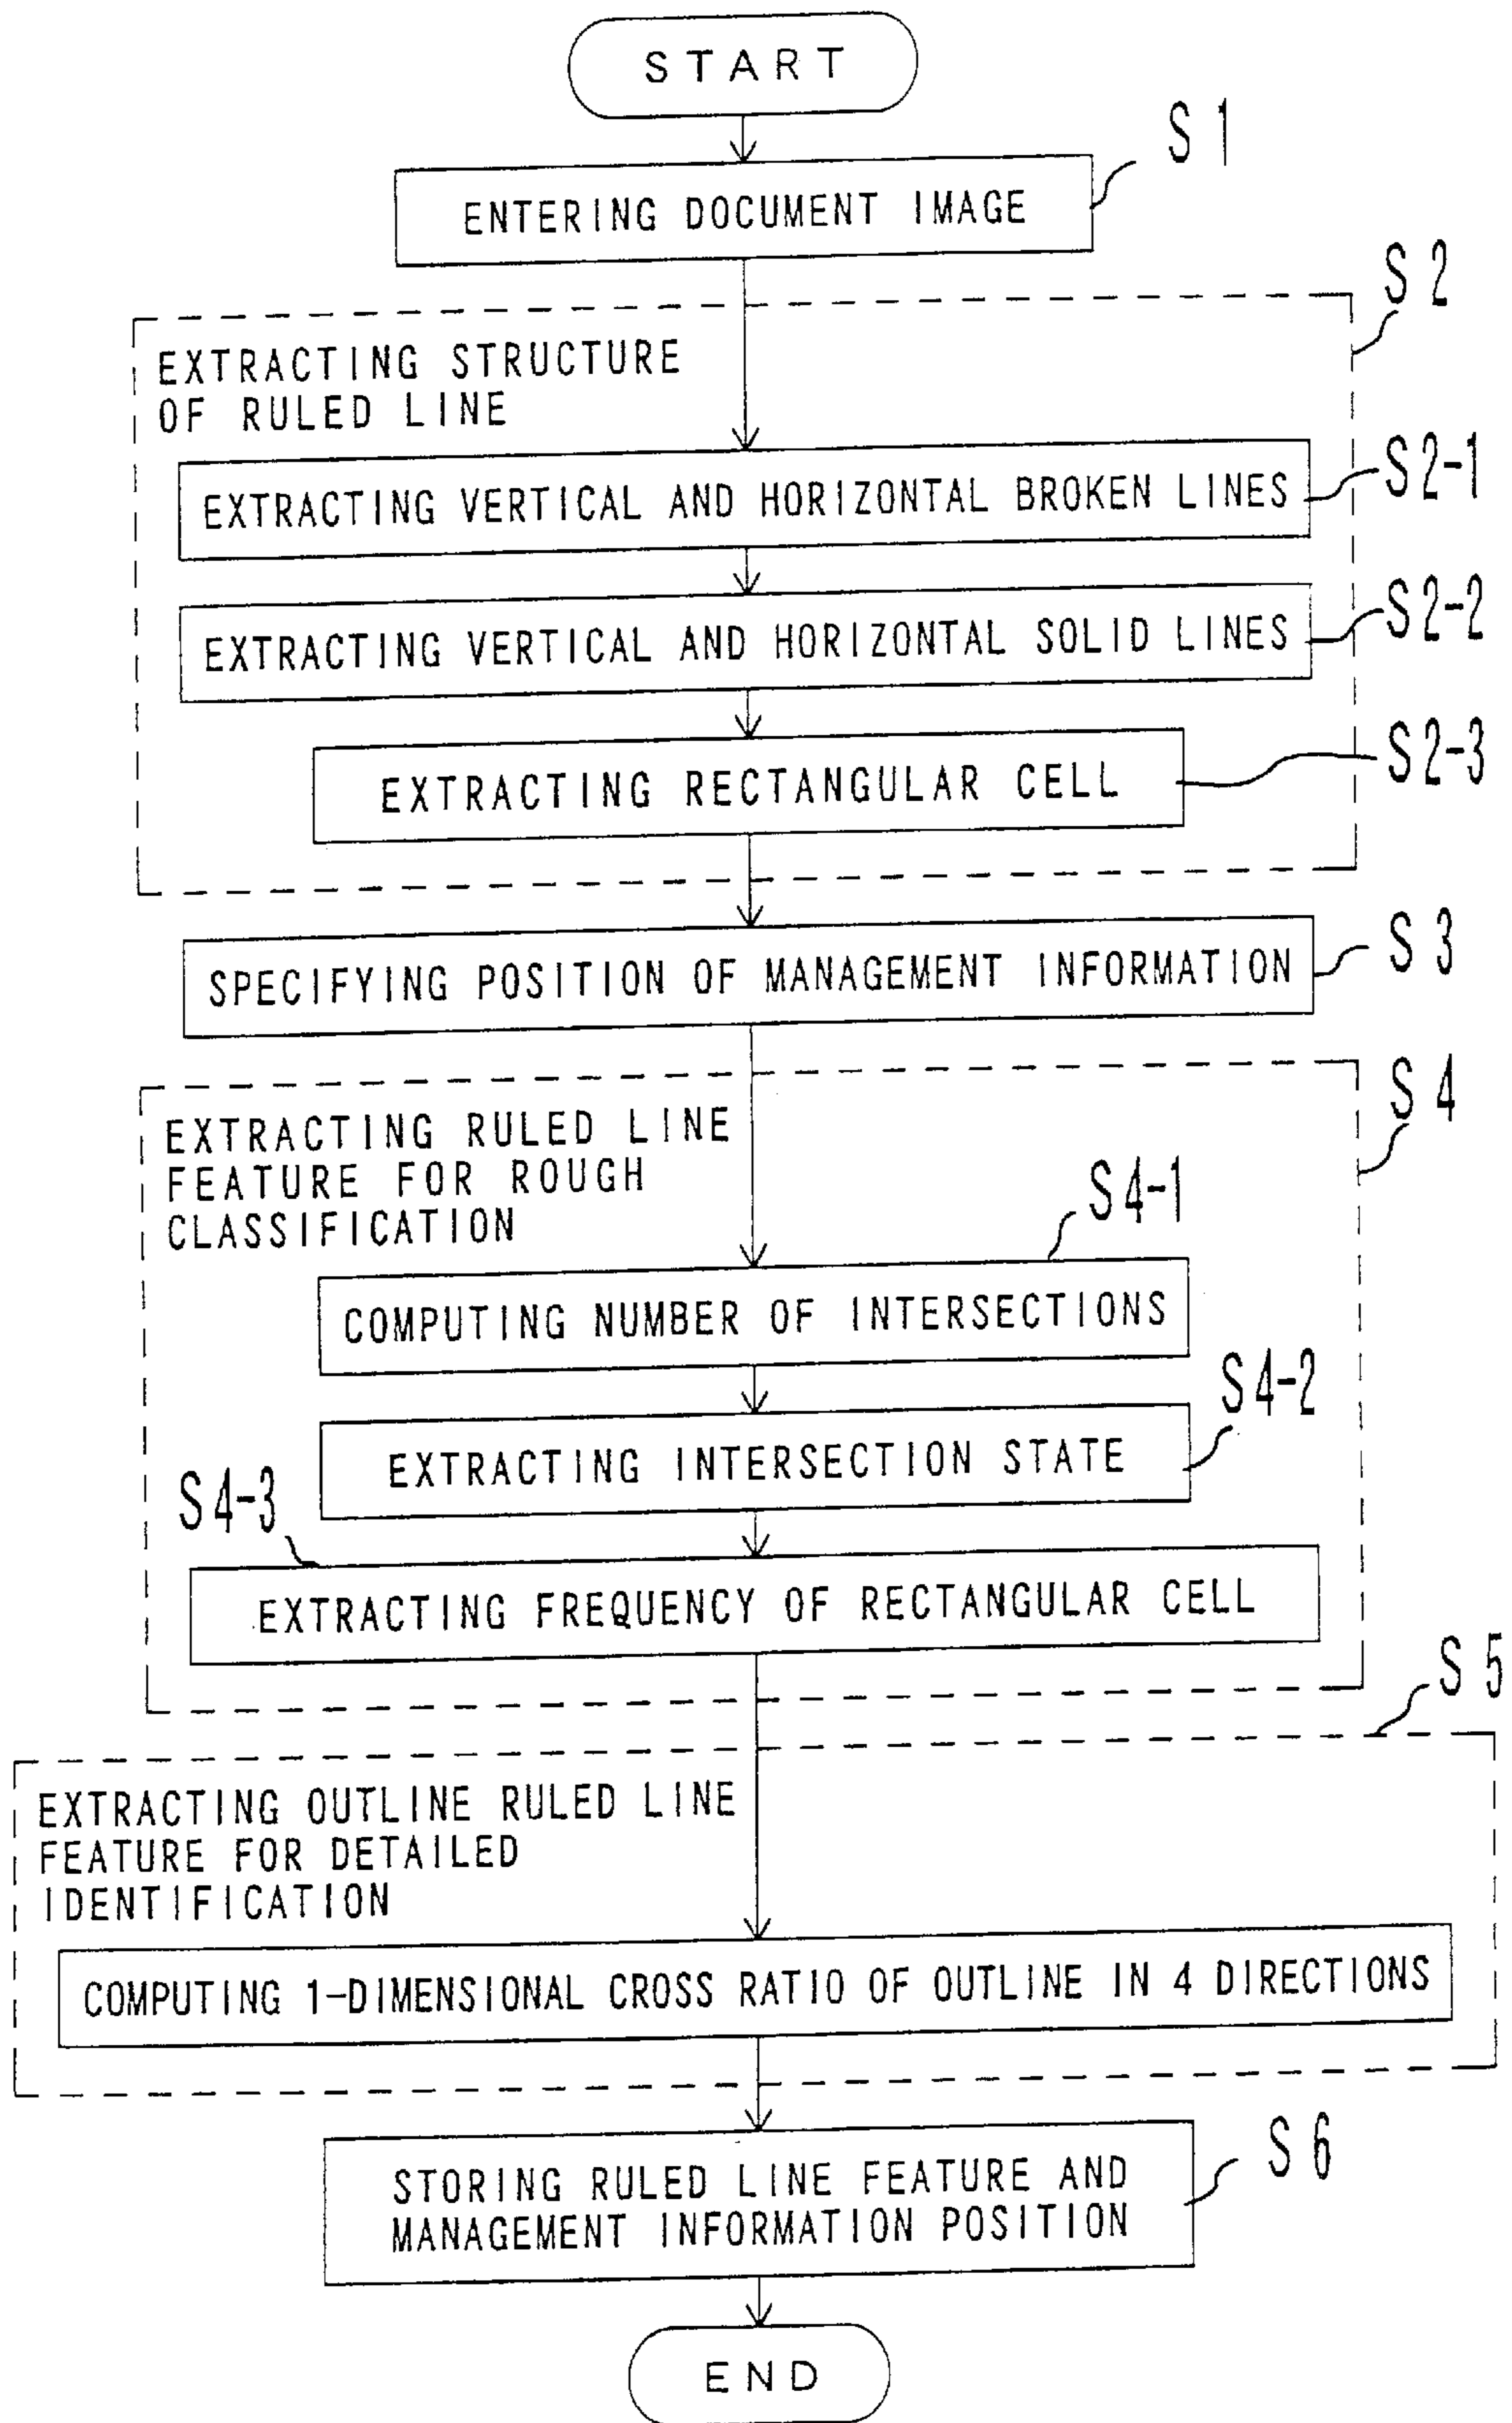 START
S1
ENTERING DOCUMENT IMAGE
S2
EXTRACTING STRUCTURE
OF RULED LINE
S2-1
EXTRACTING VERTICAL AND HORIZONTAL BROKEN LINES
S2-2
EXTRACTING VERTICAL AND HORIZONTAL SOLID LINES
S2-3
EXTRACTING RECTANGULAR CELL
S3
SPECIFYING POSITION OF MANAGEMENT INFORMATION
S4
EXTRACTING RULED LINE
FEATURE FOR ROUGH
CLASSIFICATION
S4-1
COMPUTING NUMBER OF INTERSECTIONS
S4-2
EXTRACTING INTERSECTION STATE
S4-3
EXTRACTING FREQUENCY OF RECTANGULAR CELL
S5
EXTRACTING OUTLINE RULED LINE
FEATURE FOR DETAILED
IDENTIFICATION
COMPUTING 1-DIMENSIONAL CROSS RATIO OF OUTLINE IN 4 DIRECTIONS
S6
STORING RULED LINE FEATURE AND
MANAGEMENT INFORMATION POSITION
END